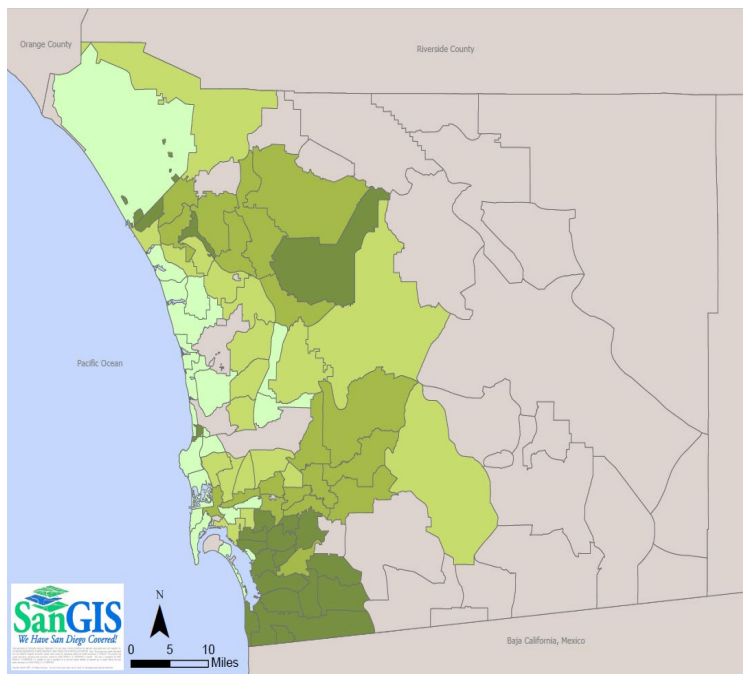 Orange County
Riverside County
Pacific Ocean
SanGIS
We Have San Diego Covered!
N
0 5 10
Miles
Baja California, Mexico